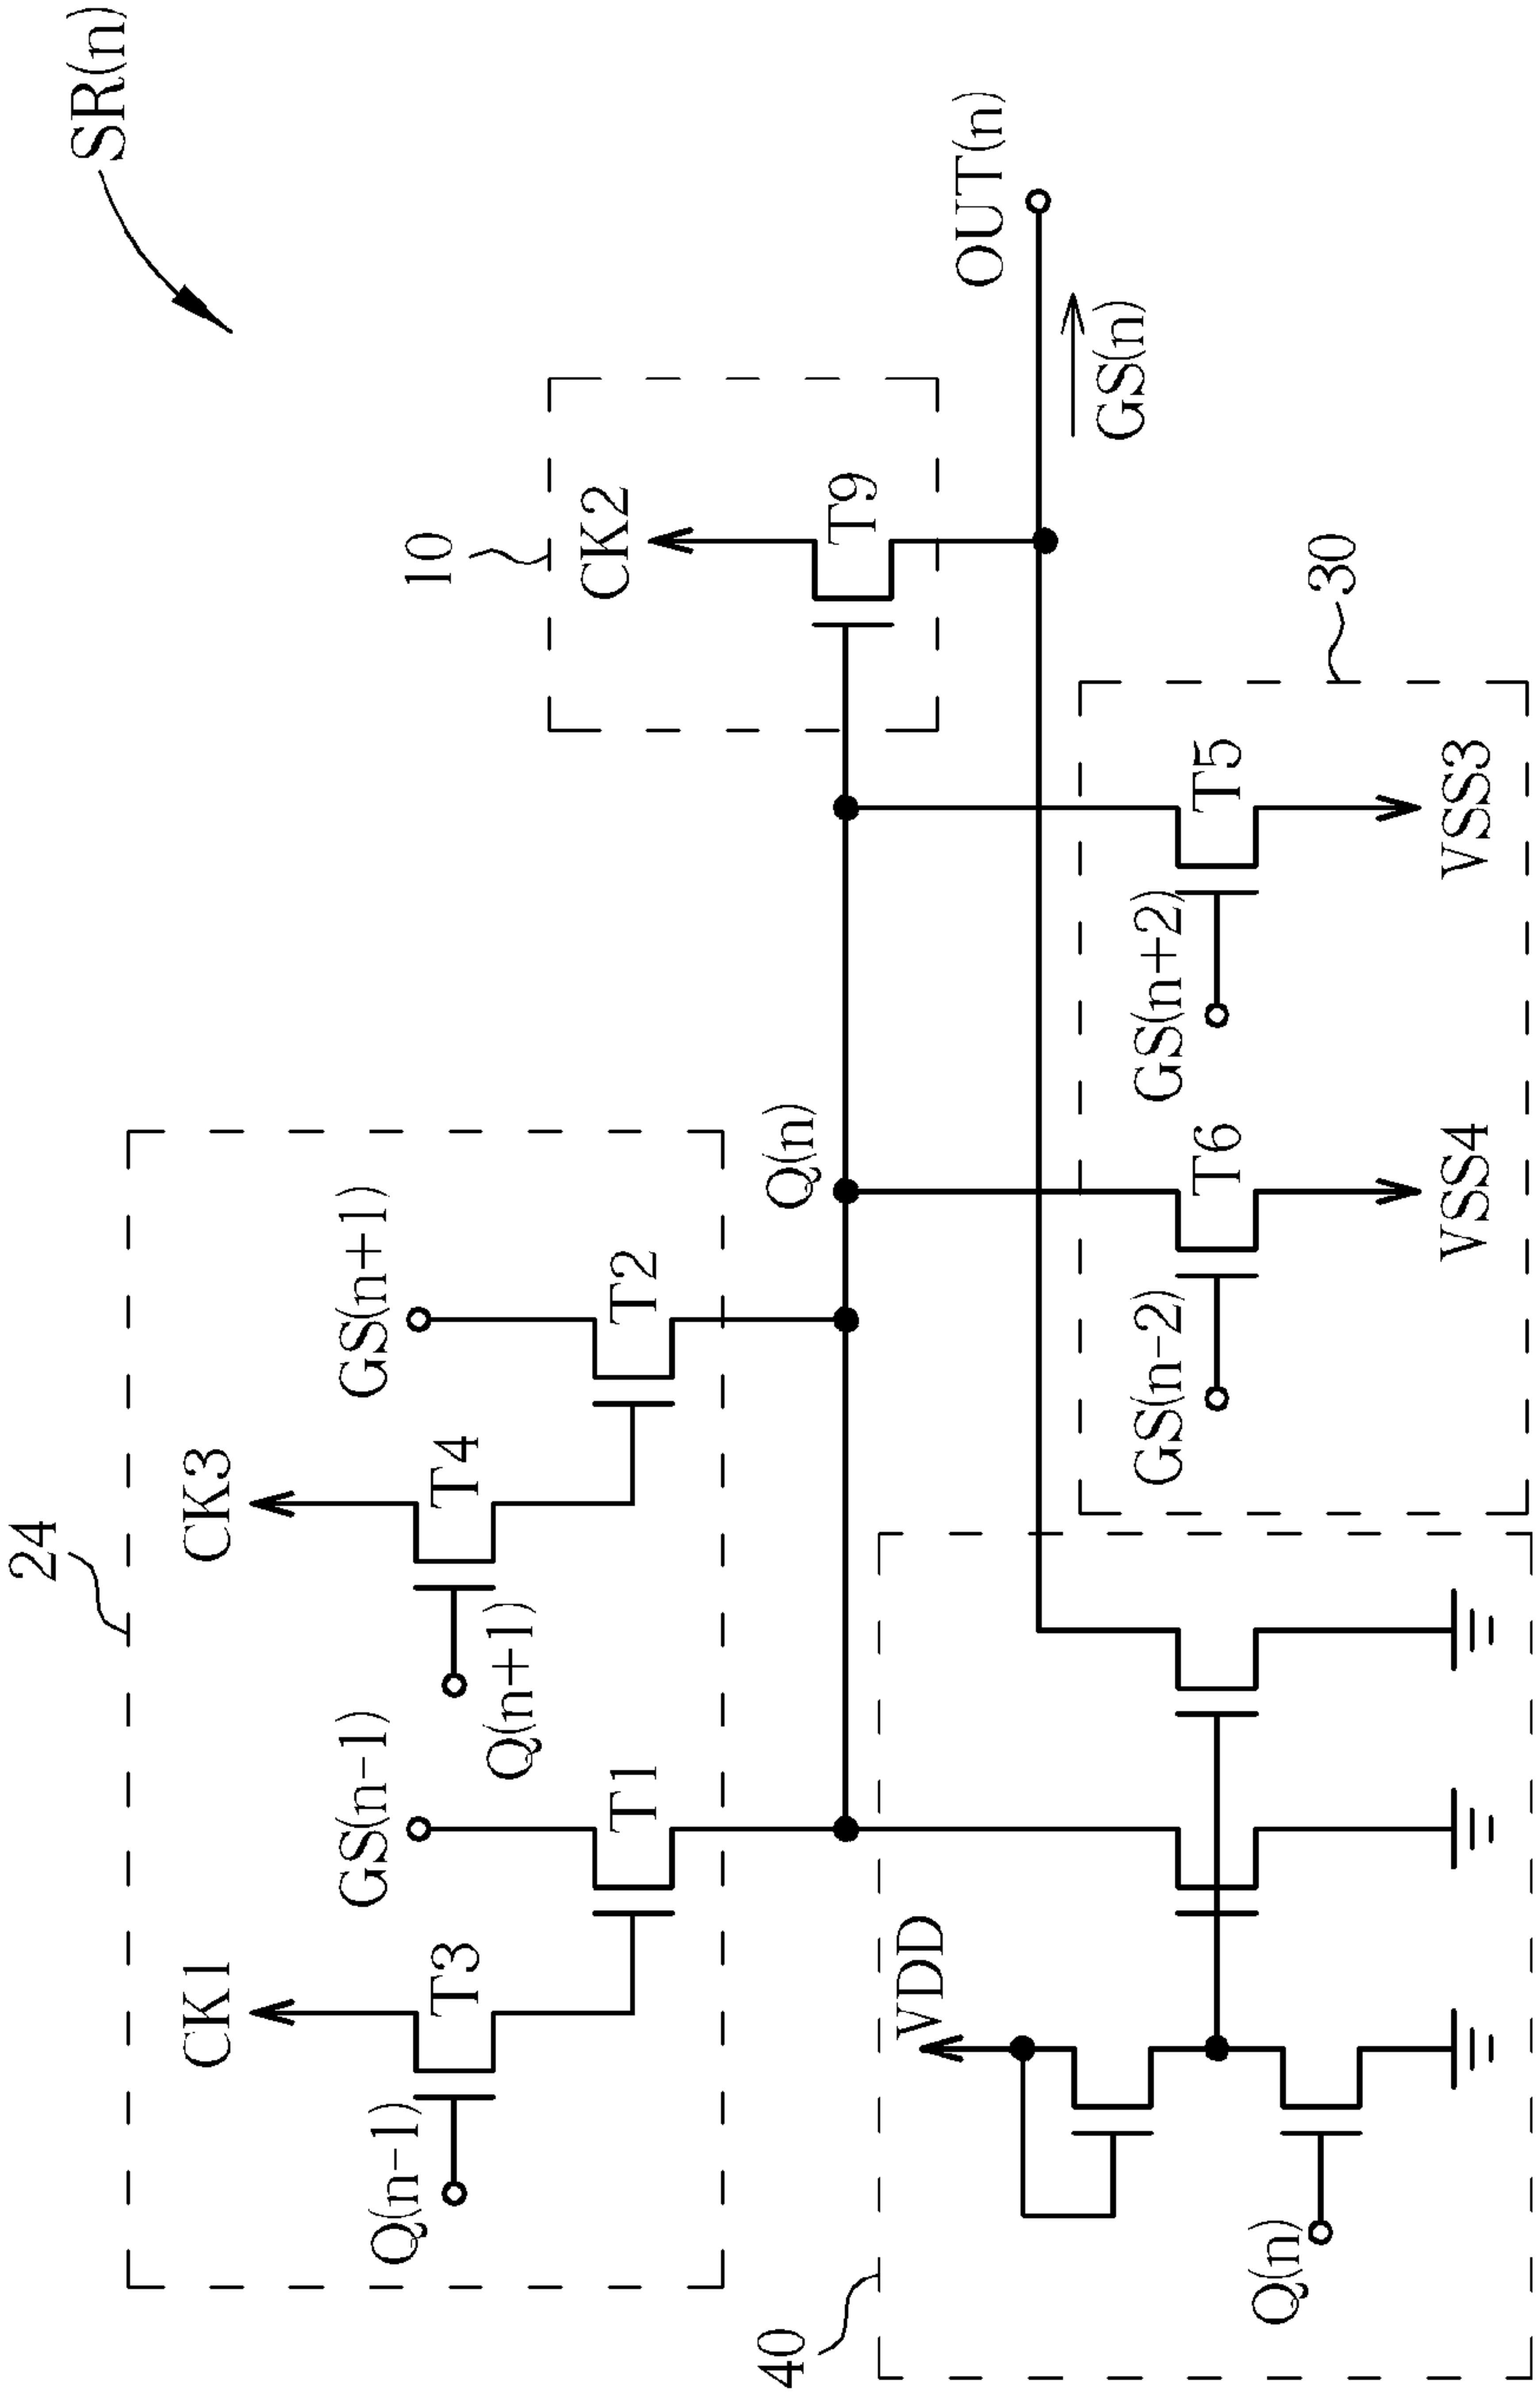 SR(n)
24
CK1
CK3
GS(n-1)
GS(n+1)
10
Q(n-1)
T3
Q(n+1)
T4
CK2
T1
T2
Q(n)
T9
40
VDD
OUT(n)
GS(n)
GS(n-2)
GS(n+2)
T6
T5
Q(n)
30
VSS4
VSS3